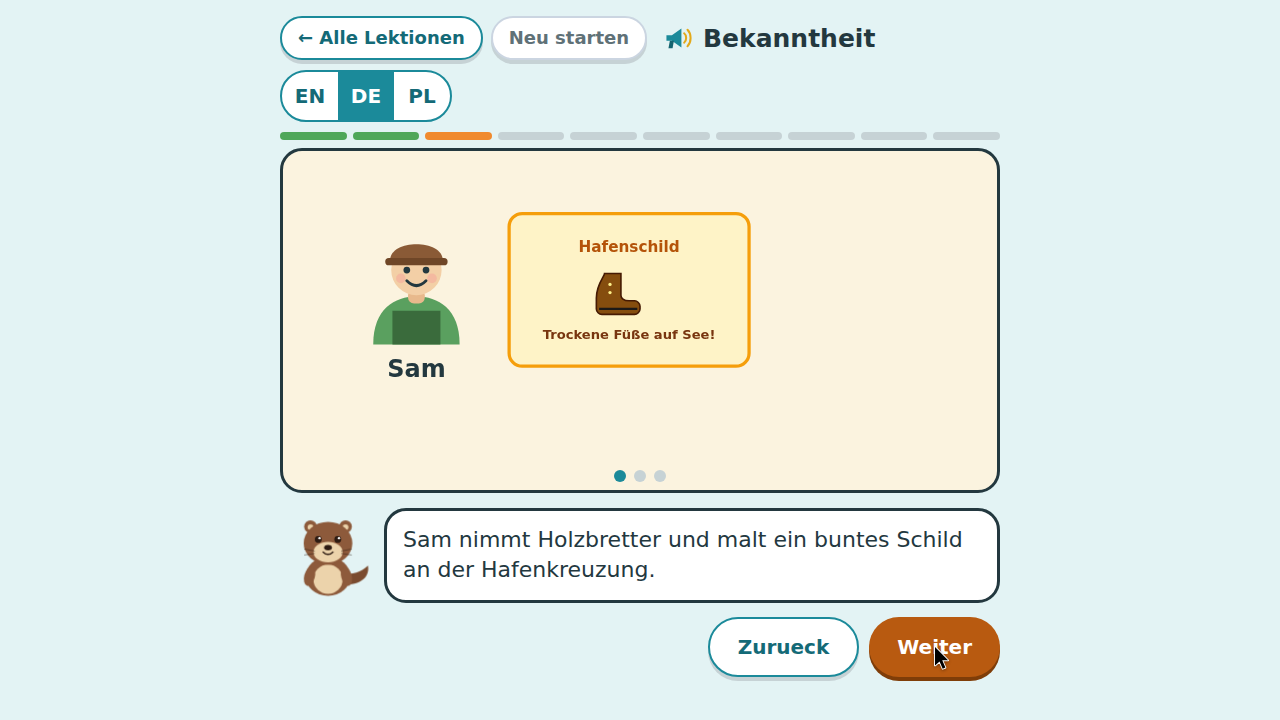 ← Alle Lektionen
Neu starten
Bekanntheit
EN
DE
PL
Hafenschild
Trockene Füße auf See!
Sam
Sam nimmt Holzbretter und malt ein buntes Schild
an der Hafenkreuzung.
Zurueck
Weiter